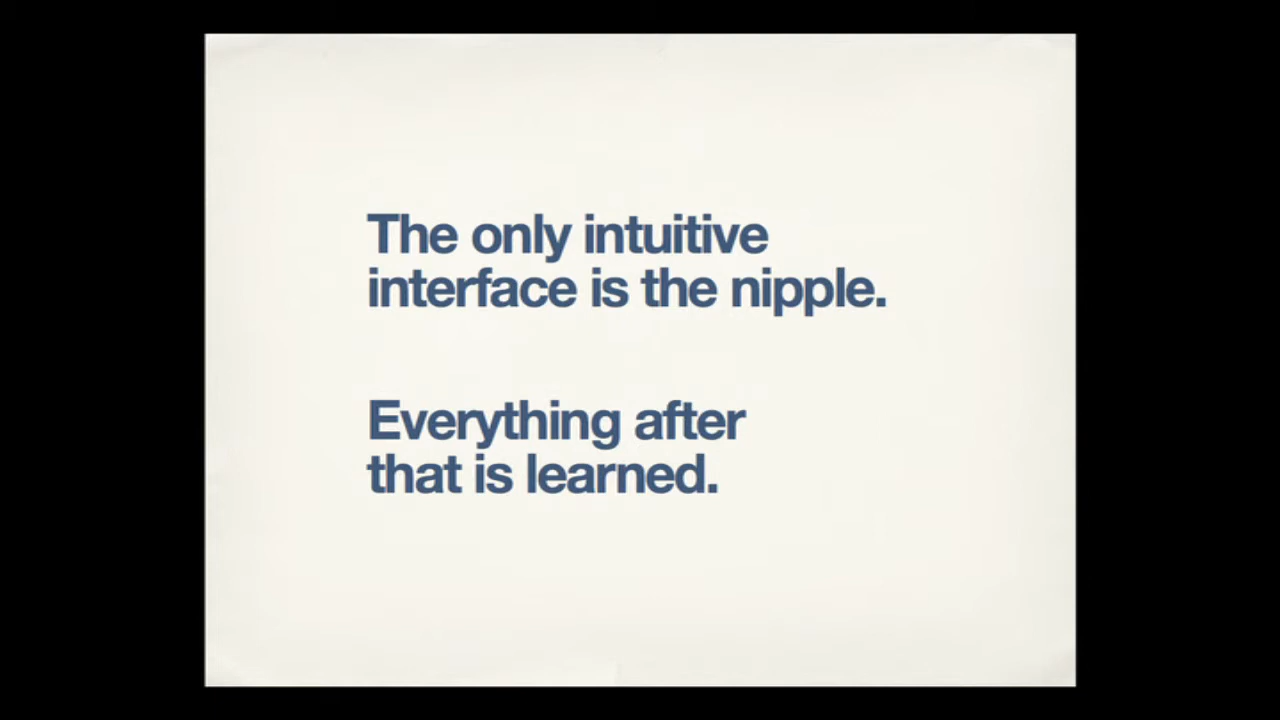 The only intuitive
interface is the nipple.
Everything after
that is learned.